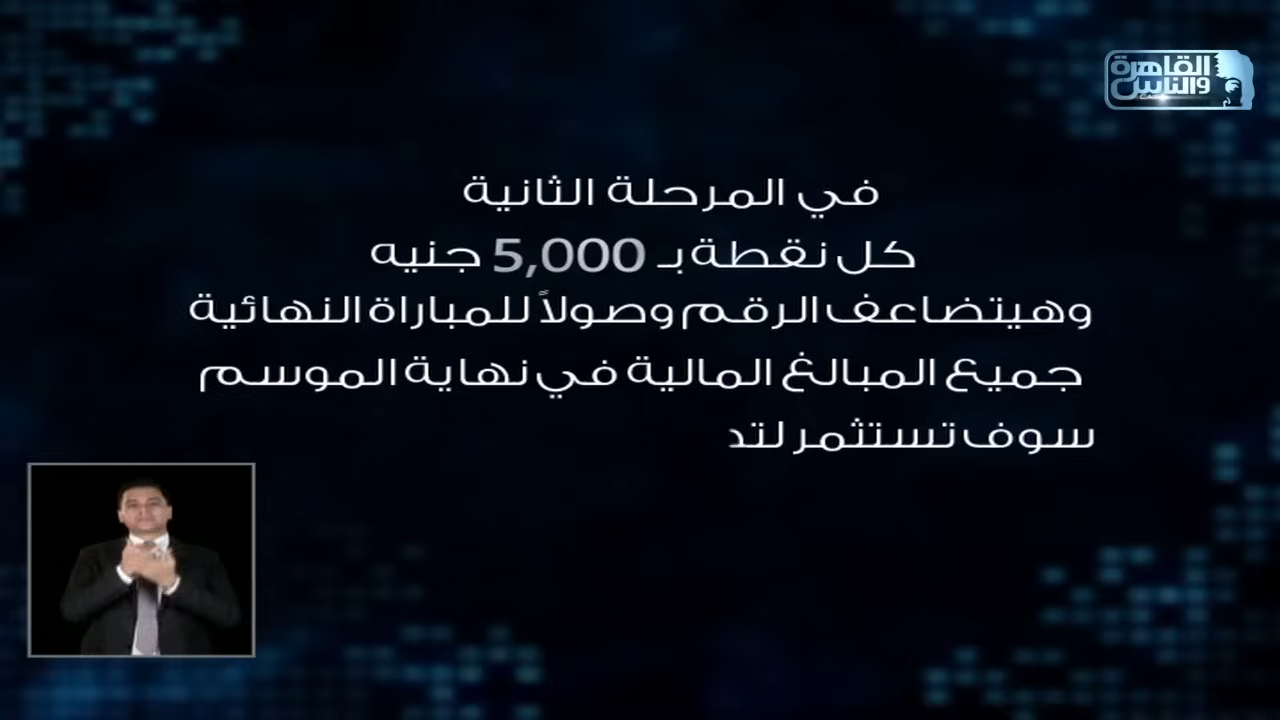 القاهرة
والناس
في المرحلة الثانية
كل نقطة بـ 5,000 جنيه
وهيتضاعف الرقم وصولاً للمباراة النهائية
جميع المبالغ المالية في نهاية الموسم
سوف تستثمر لتد